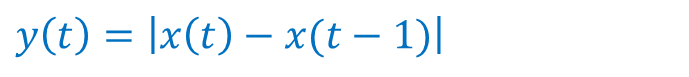 y(t) = |x(t) − x(t − 1)|